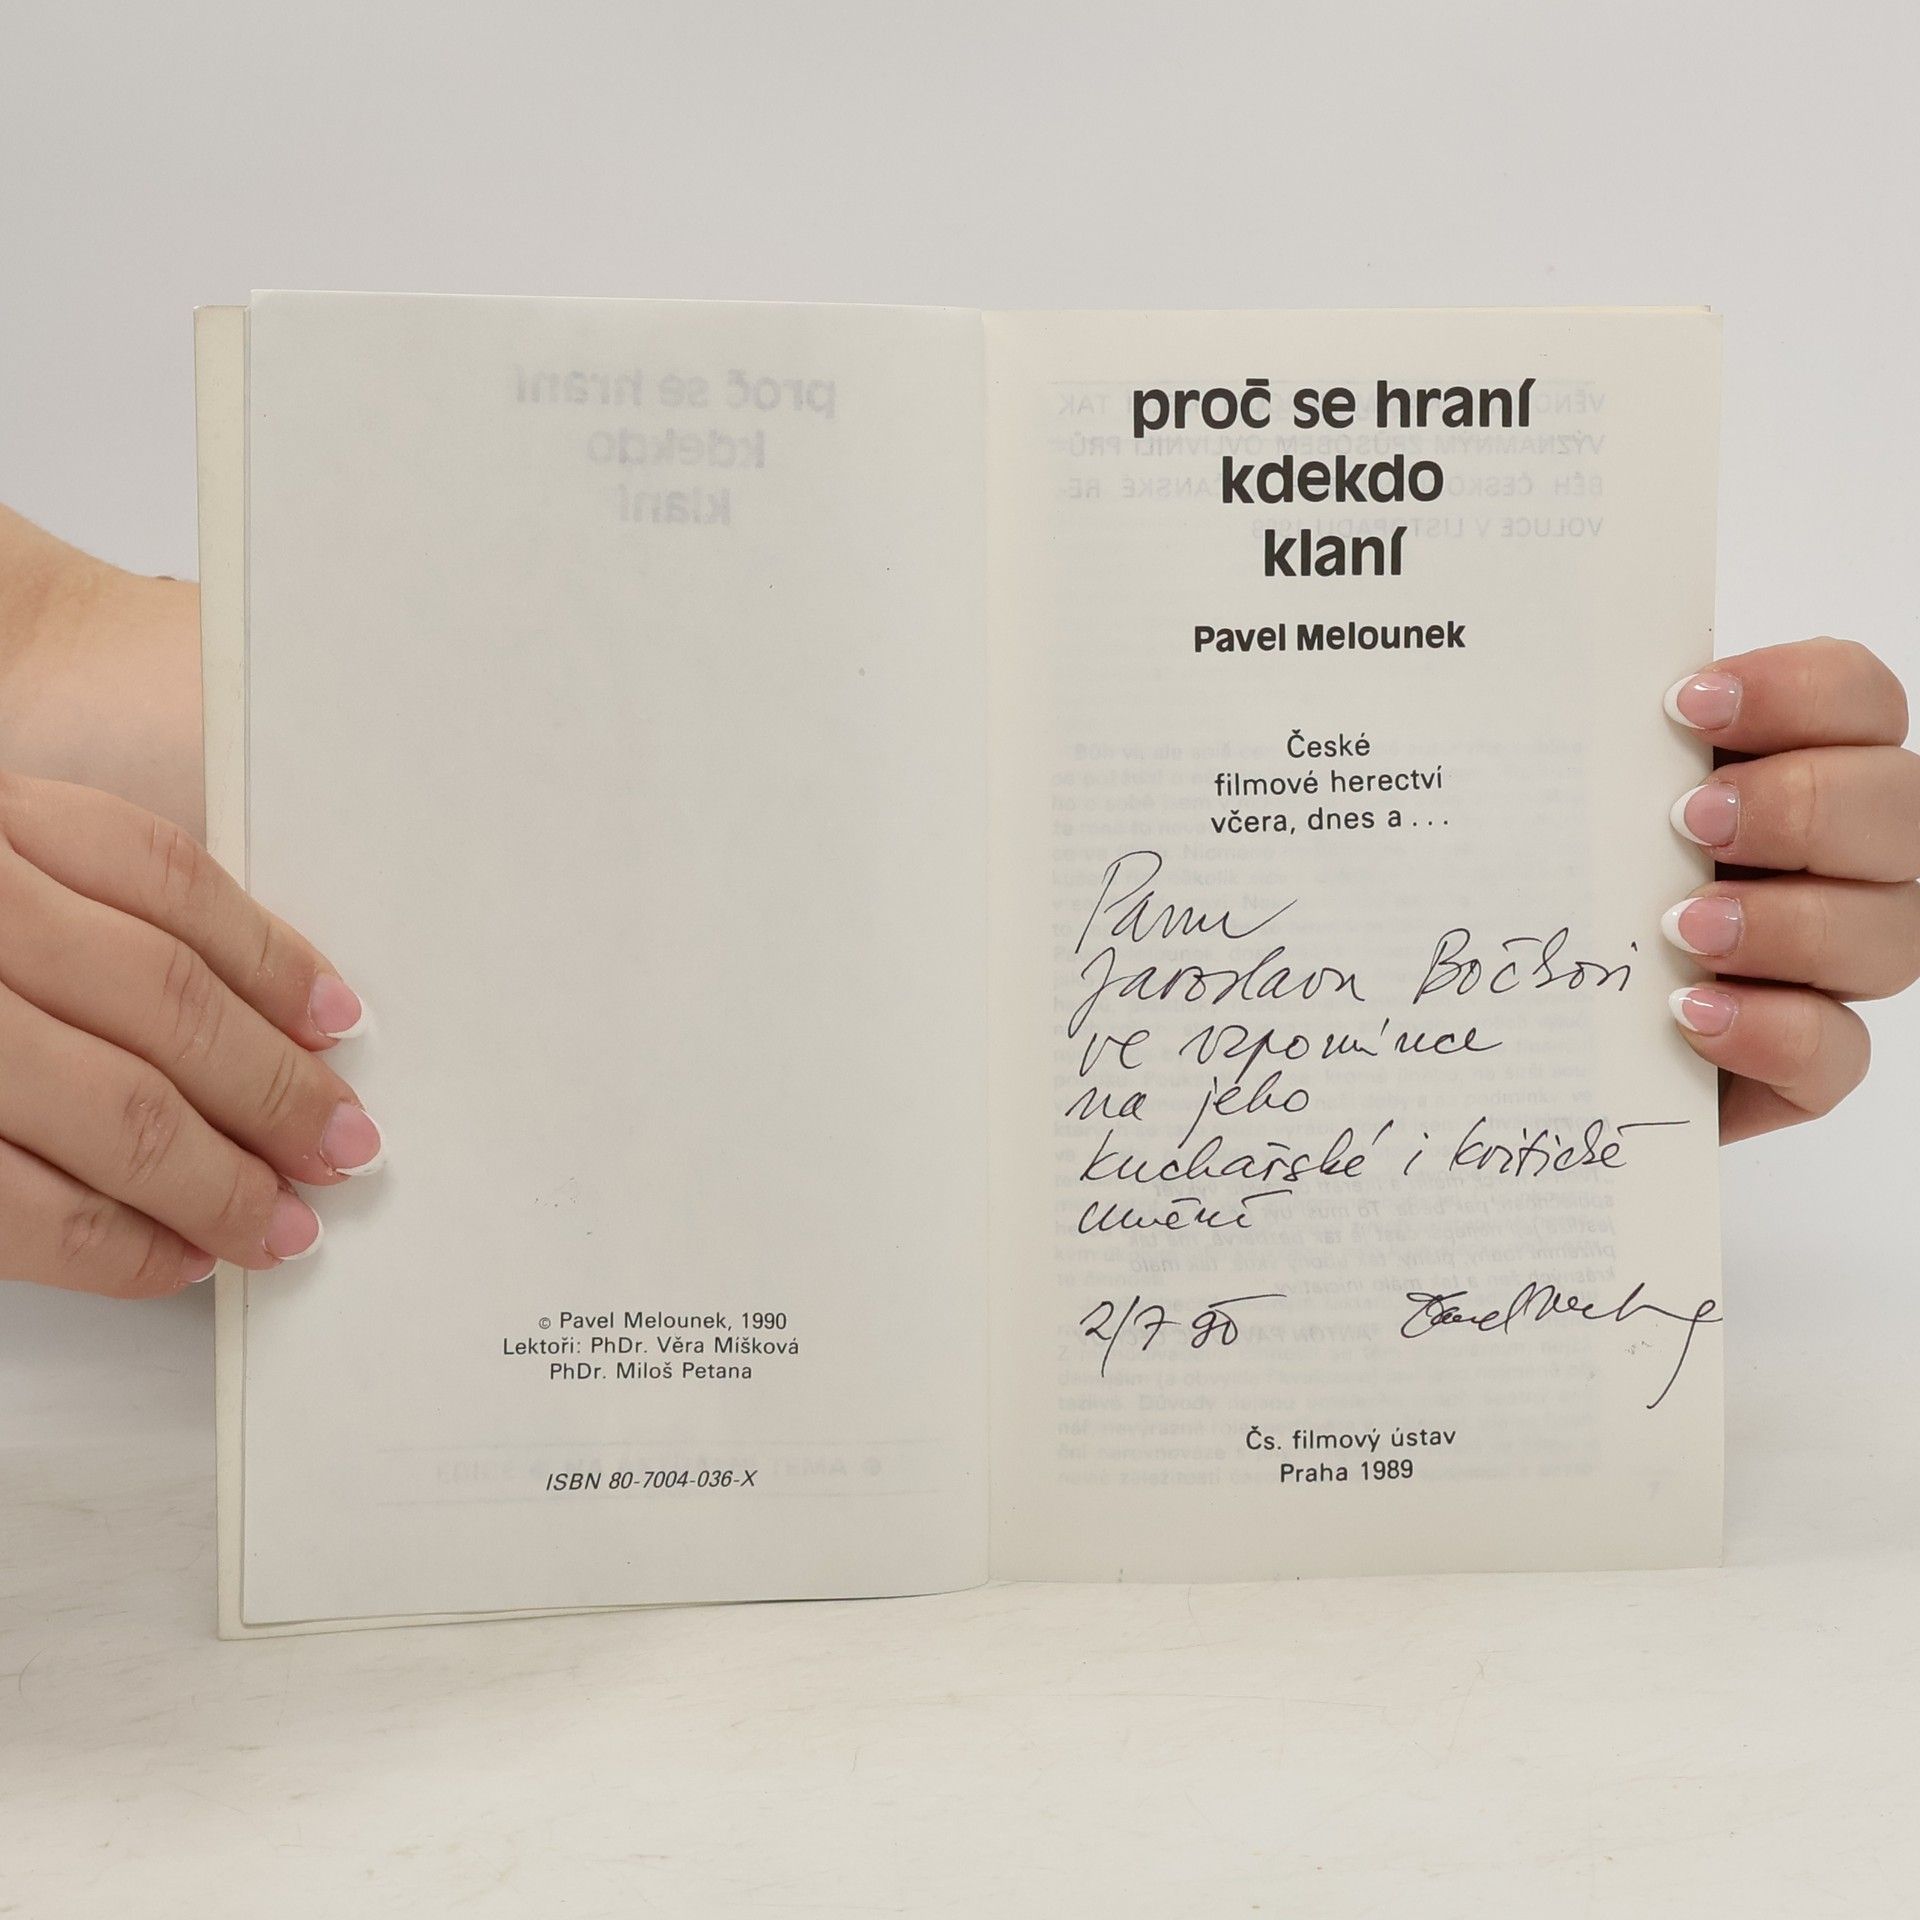 © Pavel Melounek, 1990
Lektoři: PhDr. Věra Míšková
PhDr. Miloš Petana
ISBN 80-7004-036-X
proč se hraní
kdekdo
klaní
Pavel Melounek
České
filmové herectví
včera, dnes a...
Panu
Jaroslavu Bočkovi
ve vzpomínce
na jeho
kuchařské i kritické
umění
2/7 90
Čs. filmový ústav
Praha 1989